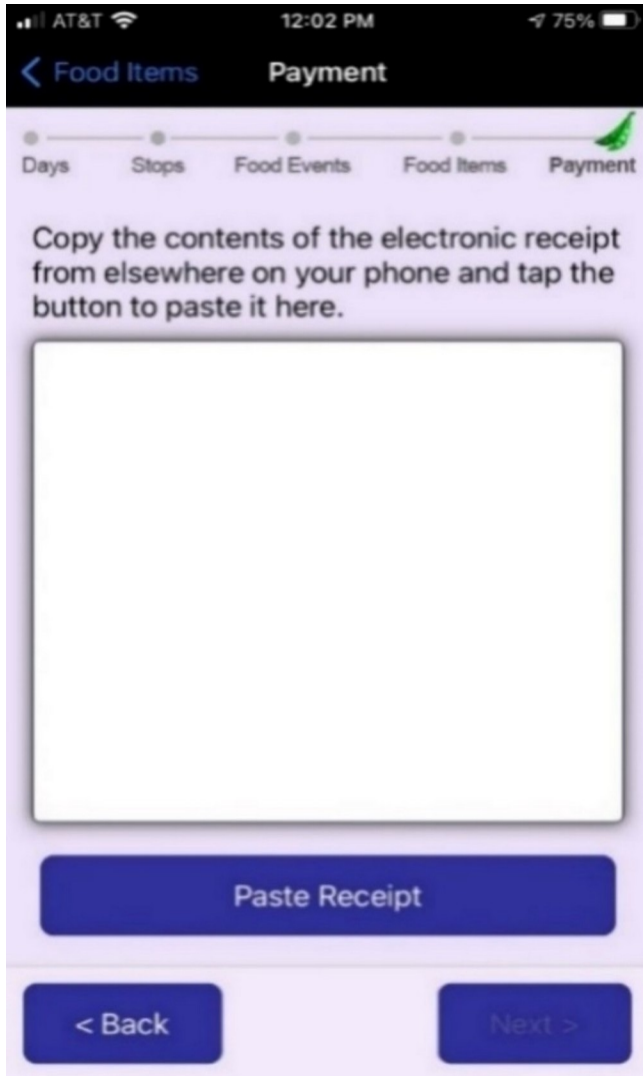 AT&T 12:02 PM 75%
< Food Items Payment
Days Stops Food Events Food Items Payment
Copy the contents of the electronic receipt
from elsewhere on your phone and tap the
button to paste it here.
Paste Receipt
< Back Next >